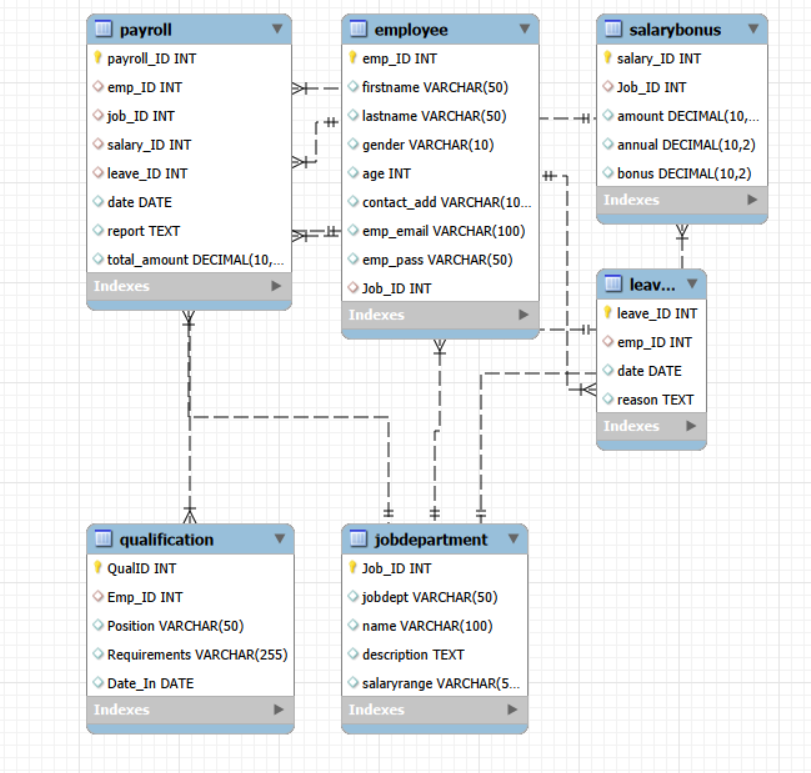 payroll
payroll_ID INT
emp_ID INT
job_ID INT
salary_ID INT
leave_ID INT
date DATE
report TEXT
total_amount DECIMAL(10,...
Indexes
employee
emp_ID INT
firstname VARCHAR(50)
lastname VARCHAR(50)
gender VARCHAR(10)
age INT
contact_add VARCHAR(10...
emp_email VARCHAR(100)
emp_pass VARCHAR(50)
Job_ID INT
Indexes
salarybonus
salary_ID INT
Job_ID INT
amount DECIMAL(10,...
annual DECIMAL(10,2)
bonus DECIMAL(10,2)
Indexes
leav...
leave_ID INT
emp_ID INT
date DATE
reason TEXT
Indexes
qualification
QualID INT
Emp_ID INT
Position VARCHAR(50)
Requirements VARCHAR(255)
Date_In DATE
Indexes
jobdepartment
Job_ID INT
jobdept VARCHAR(50)
name VARCHAR(100)
description TEXT
salaryrange VARCHAR(5...
Indexes